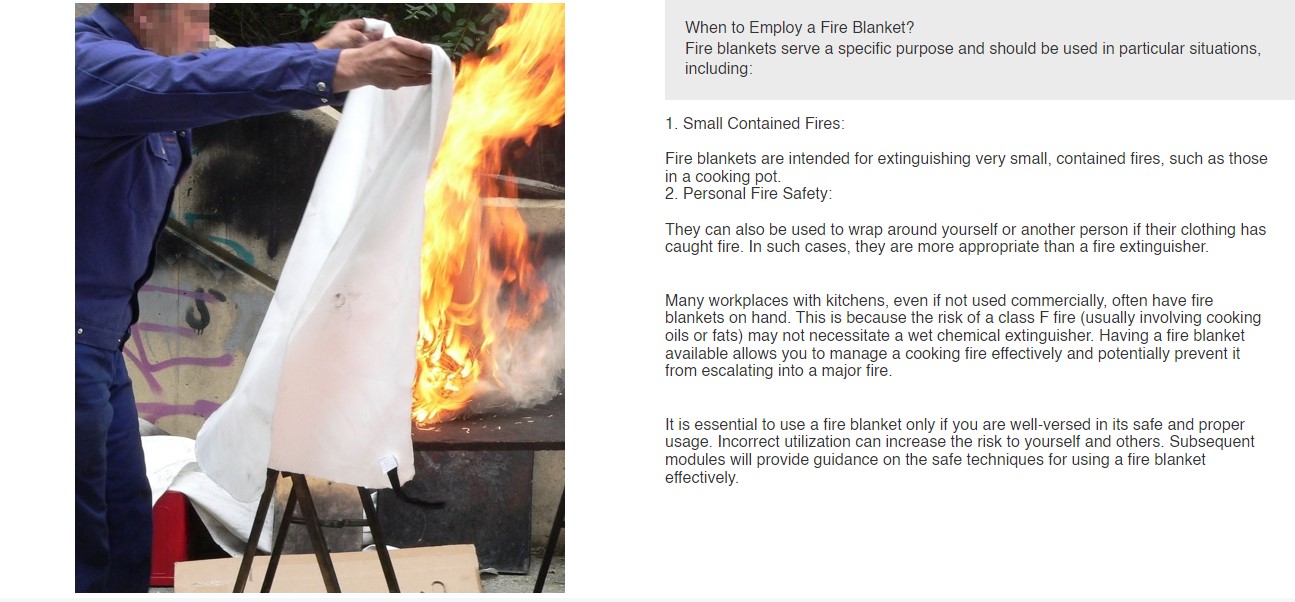 When to Employ a Fire Blanket?
Fire blankets serve a specific purpose and should be used in particular situations,
including:
1. Small Contained Fires:
Fire blankets are intended for extinguishing very small, contained fires, such as those
in a cooking pot.
2. Personal Fire Safety:
They can also be used to wrap around yourself or another person if their clothing has
caught fire. In such cases, they are more appropriate than a fire extinguisher.
Many workplaces with kitchens, even if not used commercially, often have fire
blankets on hand. This is because the risk of a class F fire (usually involving cooking
oils or fats) may not necessitate a wet chemical extinguisher. Having a fire blanket
available allows you to manage a cooking fire effectively and potentially prevent it
from escalating into a major fire.
It is essential to use a fire blanket only if you are well-versed in its safe and proper
usage. Incorrect utilization can increase the risk to yourself and others. Subsequent
modules will provide guidance on the safe techniques for using a fire blanket
effectively.